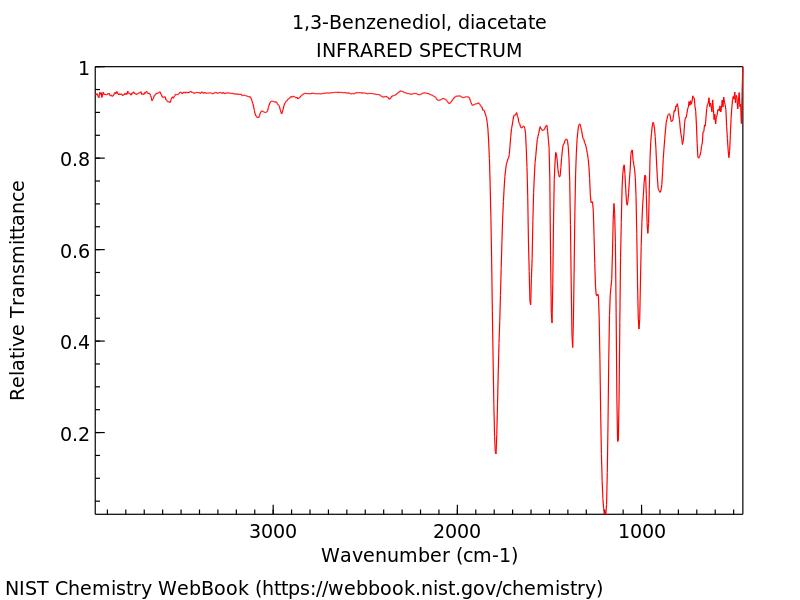 1,3-Benzenediol, diacetate
INFRARED SPECTRUM
1
0.8
0.6
0.4
0.2
Relative Transmittance
3000 2000 1000
Wavenumber (cm-1)
NIST Chemistry WebBook (https://webbook.nist.gov/chemistry)